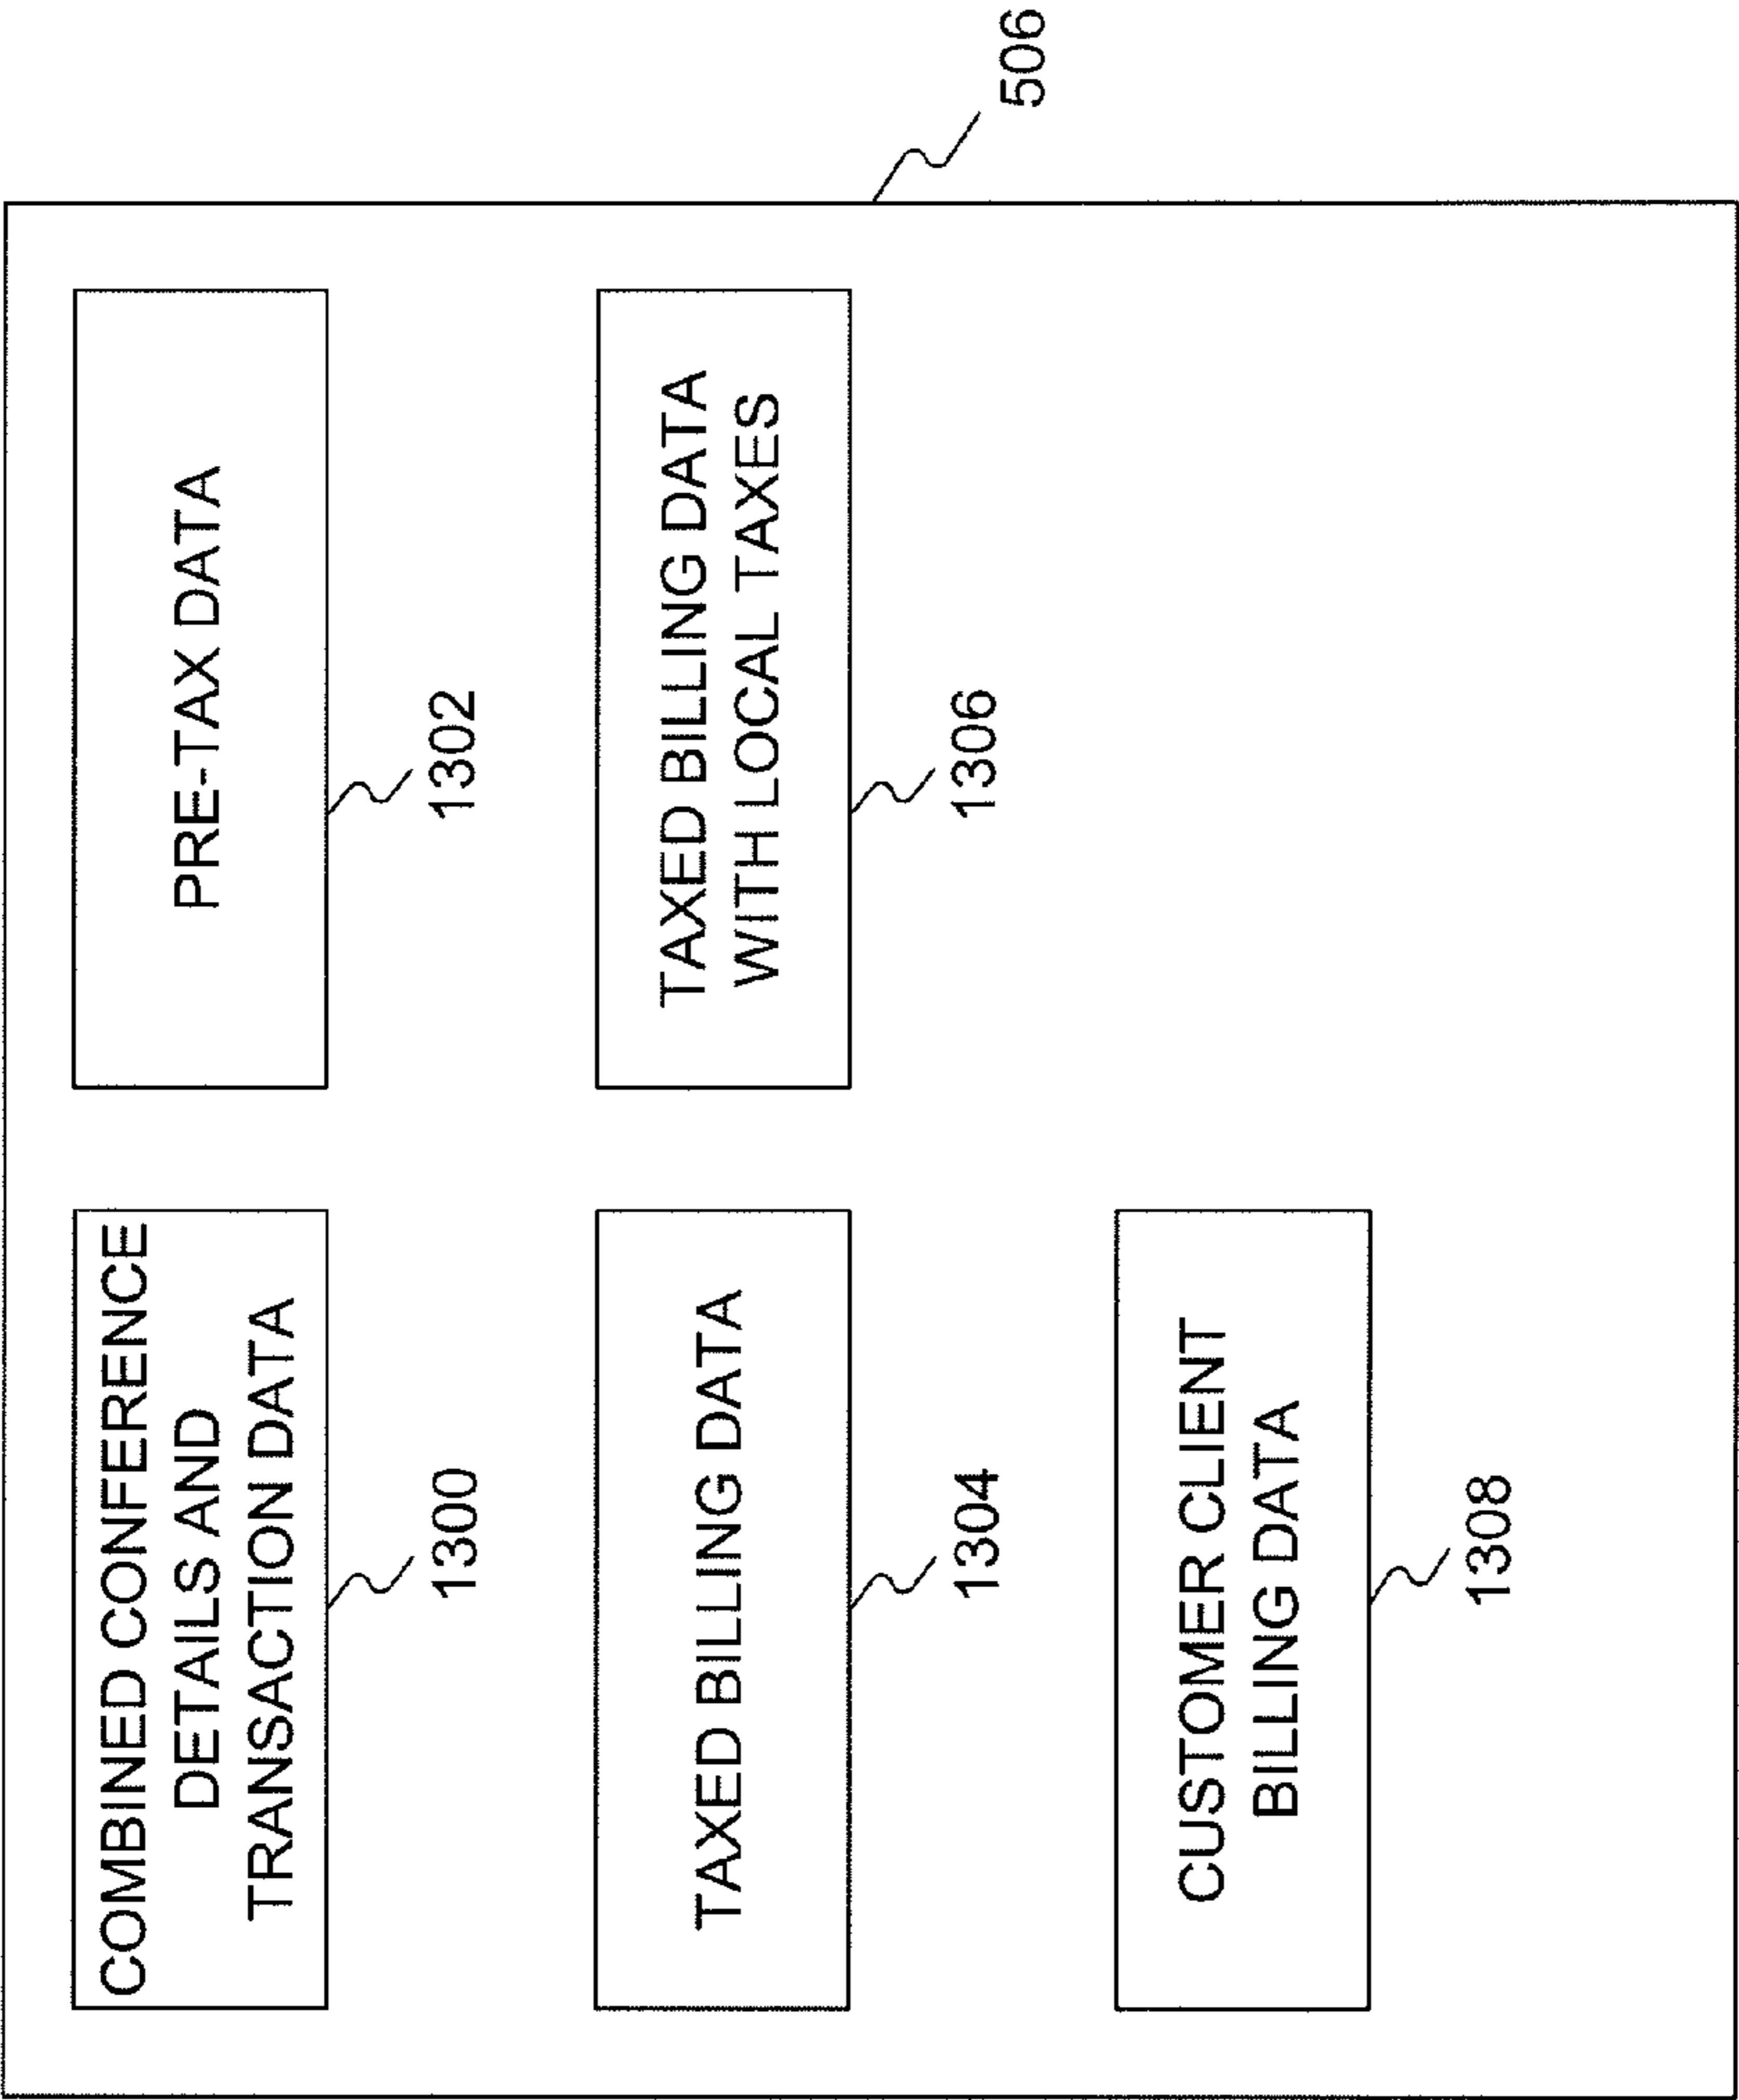 COMBINED CONFERENCE
DETAILS AND
TRANSACTION DATA
1300
PRE-TAX DATA
1302
TAXED BILLING DATA
1304
TAXED BILLING DATA
WITH LOCAL TAXES
1306
CUSTOMER CLIENT
BILLING DATA
1308
506